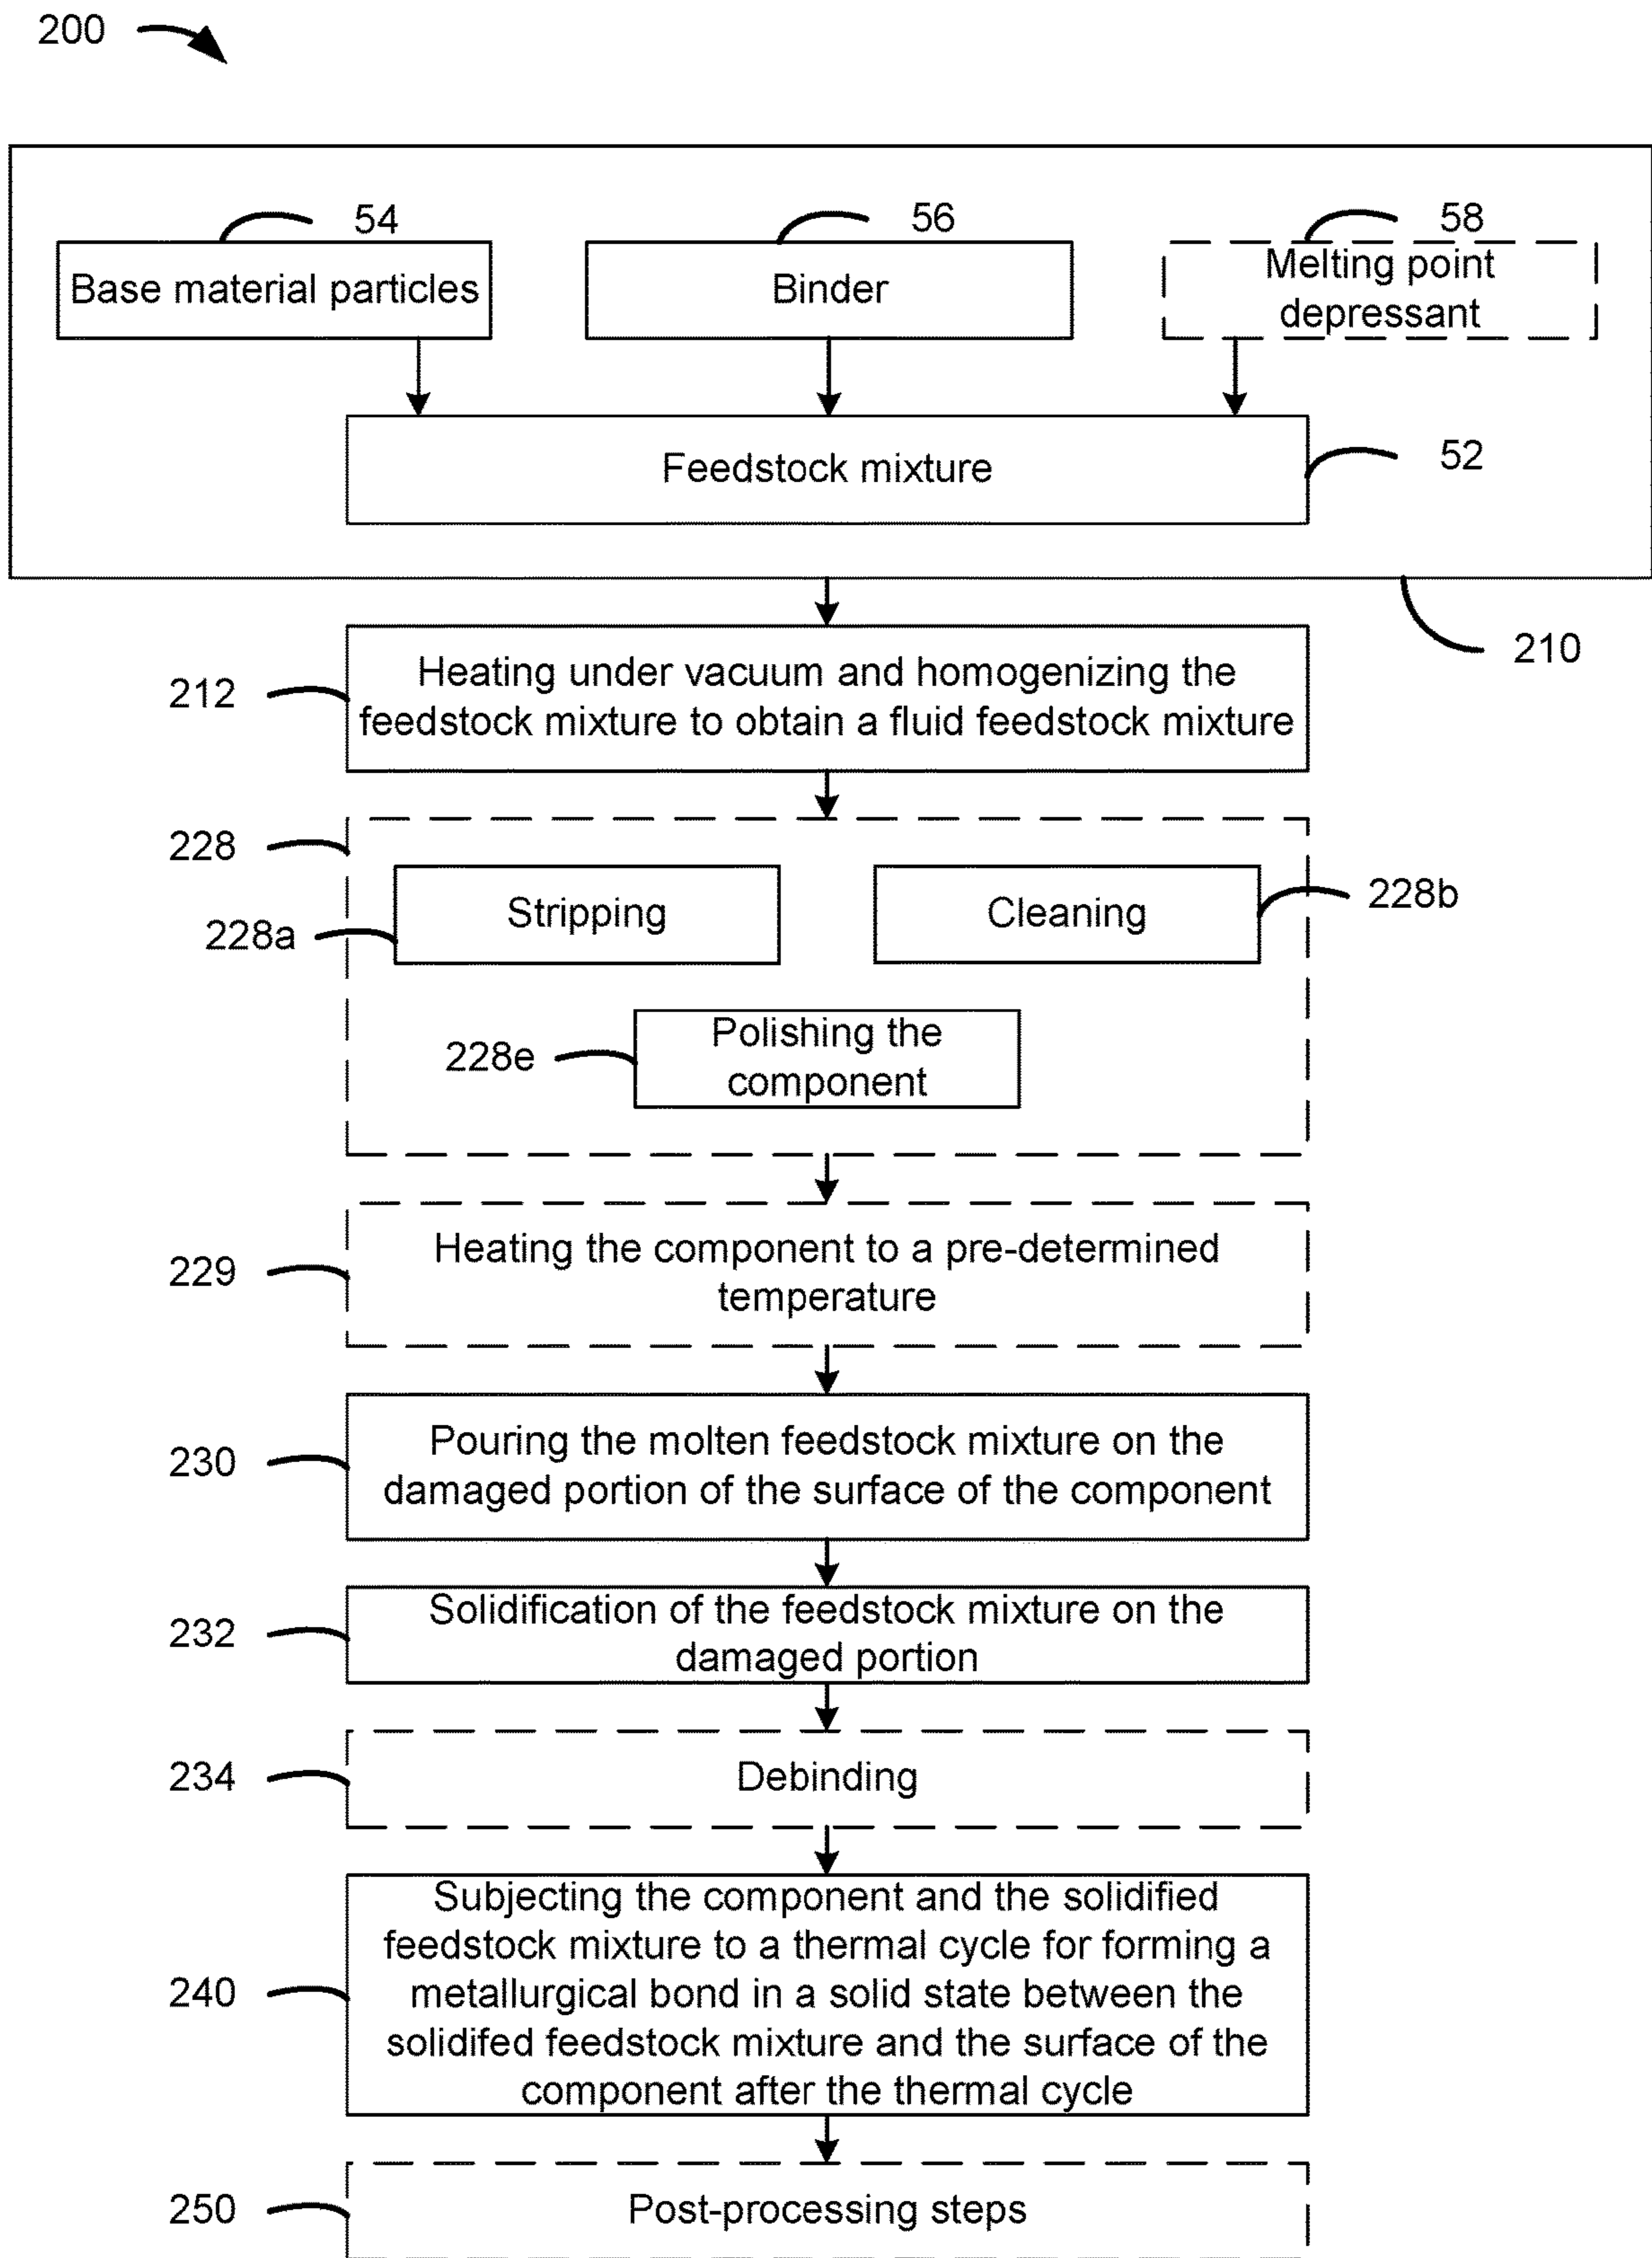 200
54
56
58
Base material particles
Binder
Melting point
depressant
Feedstock mixture
52
210
212
Heating under vacuum and homogenizing the
feedstock mixture to obtain a fluid feedstock mixture
228
Stripping
Cleaning
228a
228b
228e
Polishing the
component
229
Heating the component to a pre-determined
temperature
230
Pouring the molten feedstock mixture on the
damaged portion of the surface of the component
232
Solidification of the feedstock mixture on the
damaged portion
234
Debinding
240
Subjecting the component and the solidified
feedstock mixture to a thermal cycle for forming a
metallurgical bond in a solid state between the
solidifed feedstock mixture and the surface of the
component after the thermal cycle
250
Post-processing steps